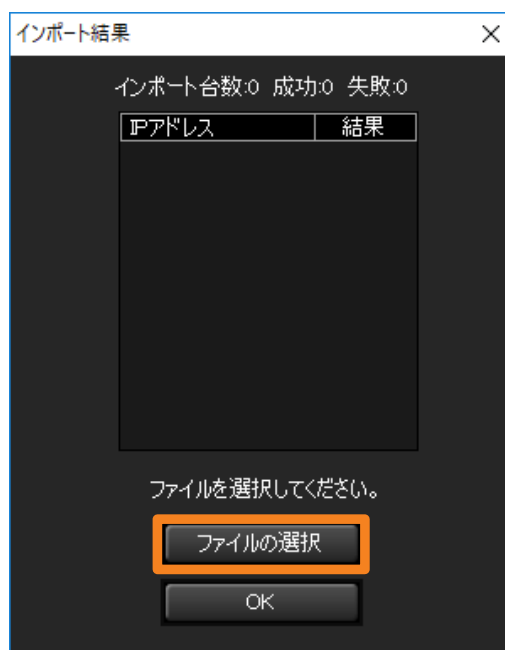 インポート結果
インポート台数:0 成功:0 失敗:0
IPアドレス 結果
ファイルを選択してください。
ファイルの選択
OK